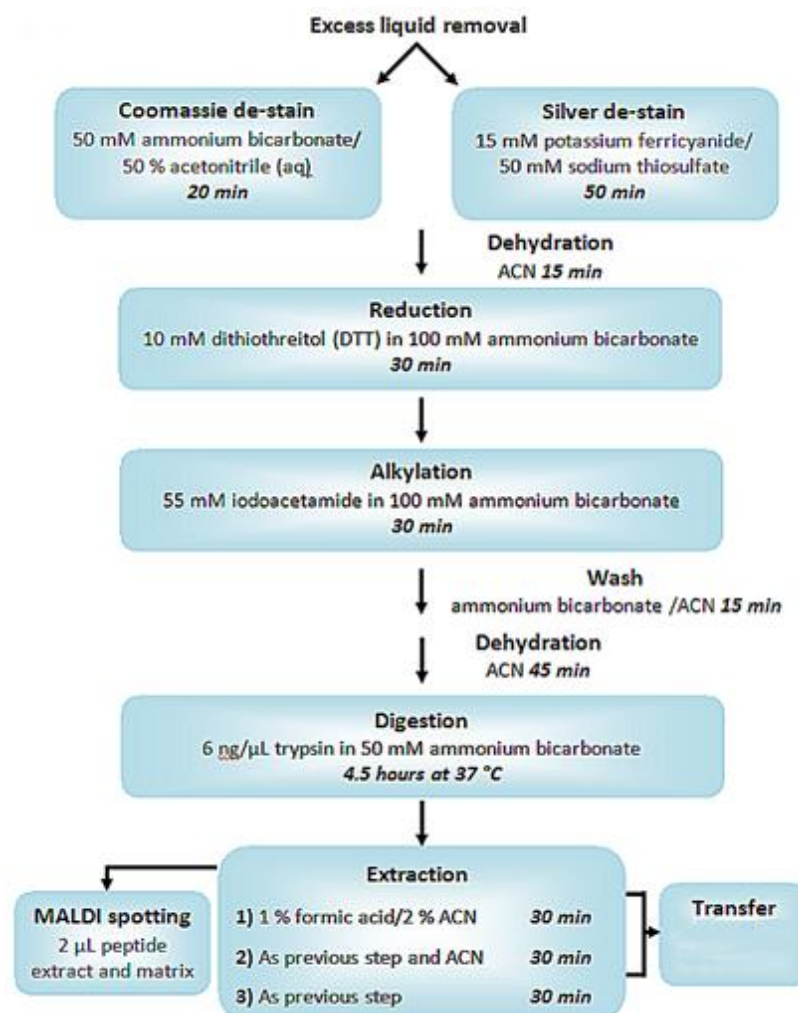 Excess liquid removal
Coomassie de-stain
50 mM ammonium bicarbonate/
50 % acetonitrile (aq)
20 min
Silver de-stain
15 mM potassium ferricyanide/
50 mM sodium thiosulfate
50 min
Dehydration
ACN 15 min
Reduction
10 mM dithiothreitol (DTT) in 100 mM ammonium bicarbonate
30 min
Alkylation
55 mM iodoacetamide in 100 mM ammonium bicarbonate
30 min
Wash
ammonium bicarbonate /ACN 15 min
Dehydration
ACN 45 min
Digestion
6 ng/µL trypsin in 50 mM ammonium bicarbonate
4.5 hours at 37 °C
Extraction
1) 1 % formic acid/2 % ACN 30 min
2) As previous step and ACN 30 min
3) As previous step 30 min
MALDI spotting
2 µL peptide
extract and matrix
Transfer